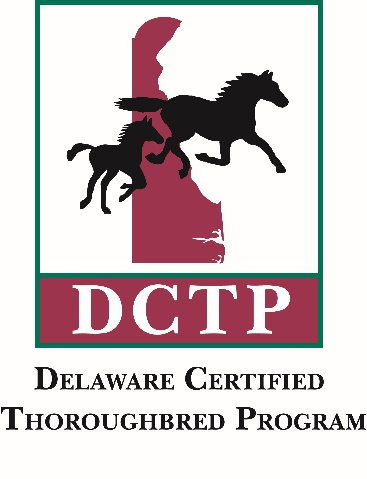 DCTP
DELAWARE CERTIFIED
THOROUGHBRED PROGRAM